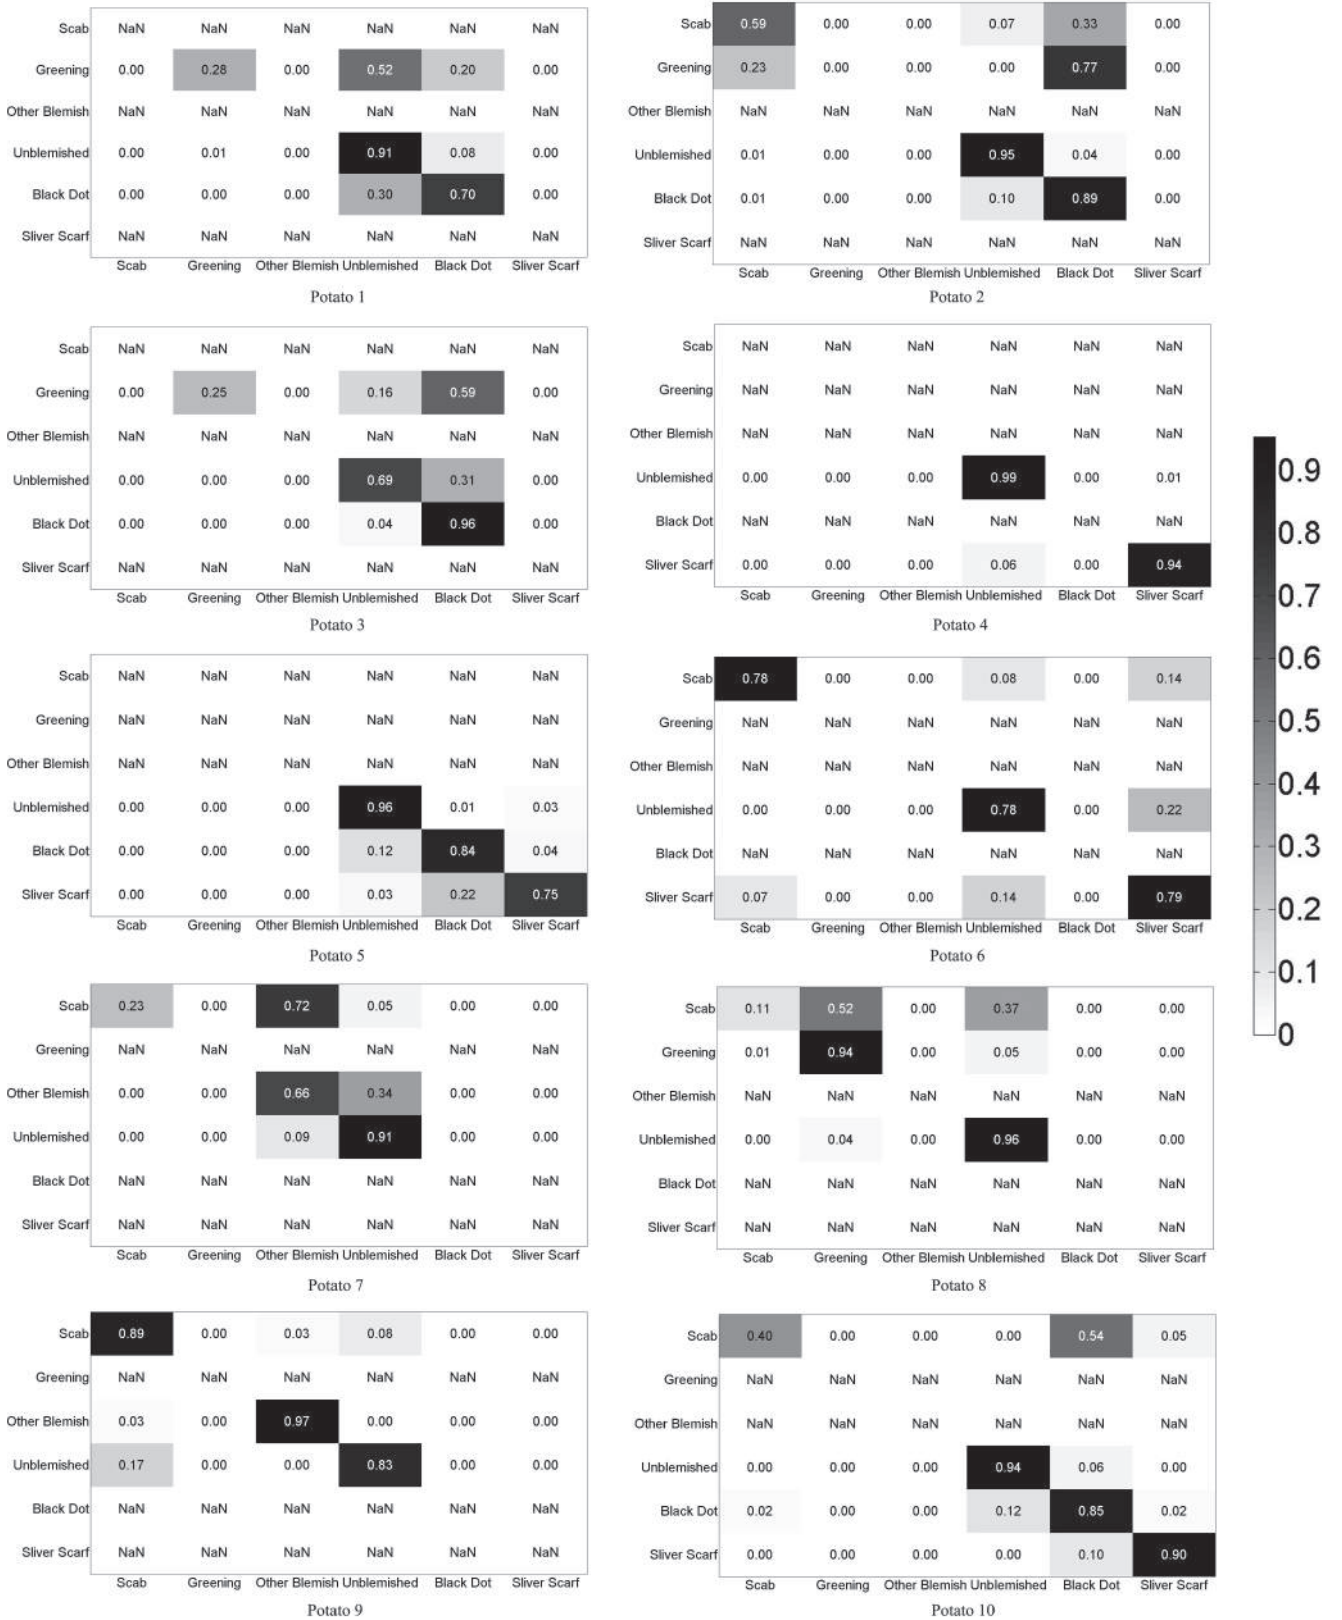 Scab NaN NaN NaN NaN NaN NaN
Greening 0.00 0.28 0.00 0.52 0.20 0.00
Other Blemish NaN NaN NaN NaN NaN NaN
Unblemished 0.00 0.01 0.00 0.91 0.08 0.00
Black Dot 0.00 0.00 0.00 0.30 0.70 0.00
Sliver Scarf NaN NaN NaN NaN NaN NaN
Scab Greening Other Blemish Unblemished Black Dot Sliver Scarf
Potato 1
Scab 0.59 0.00 0.00 0.07 0.33 0.00
Greening 0.23 0.00 0.00 0.00 0.77 0.00
Other Blemish NaN NaN NaN NaN NaN NaN
Unblemished 0.01 0.00 0.00 0.95 0.04 0.00
Black Dot 0.01 0.00 0.00 0.10 0.89 0.00
Sliver Scarf NaN NaN NaN NaN NaN NaN
Scab Greening Other Blemish Unblemished Black Dot Sliver Scarf
Potato 2
Scab NaN NaN NaN NaN NaN NaN
Greening 0.00 0.25 0.00 0.16 0.59 0.00
Other Blemish NaN NaN NaN NaN NaN NaN
Unblemished 0.00 0.00 0.00 0.69 0.31 0.00
Black Dot 0.00 0.00 0.00 0.04 0.96 0.00
Sliver Scarf NaN NaN NaN NaN NaN NaN
Scab Greening Other Blemish Unblemished Black Dot Sliver Scarf
Potato 3
Scab NaN NaN NaN NaN NaN NaN
Greening NaN NaN NaN NaN NaN NaN
Other Blemish NaN NaN NaN NaN NaN NaN
Unblemished 0.00 0.00 0.00 0.99 0.00 0.01
Black Dot NaN NaN NaN NaN NaN NaN
Sliver Scarf 0.00 0.00 0.00 0.06 0.00 0.94
Scab Greening Other Blemish Unblemished Black Dot Sliver Scarf
Potato 4
Scab NaN NaN NaN NaN NaN NaN
Greening NaN NaN NaN NaN NaN NaN
Other Blemish NaN NaN NaN NaN NaN NaN
Unblemished 0.00 0.00 0.00 0.96 0.01 0.03
Black Dot 0.00 0.00 0.00 0.12 0.84 0.04
Sliver Scarf 0.00 0.00 0.00 0.03 0.22 0.75
Scab Greening Other Blemish Unblemished Black Dot Sliver Scarf
Potato 5
Scab 0.78 0.00 0.00 0.08 0.00 0.14
Greening NaN NaN NaN NaN NaN NaN
Other Blemish NaN NaN NaN NaN NaN NaN
Unblemished 0.00 0.00 0.00 0.78 0.00 0.22
Black Dot NaN NaN NaN NaN NaN NaN
Sliver Scarf 0.07 0.00 0.00 0.14 0.00 0.79
Scab Greening Other Blemish Unblemished Black Dot Sliver Scarf
Potato 6
Scab 0.23 0.00 0.72 0.05 0.00 0.00
Greening NaN NaN NaN NaN NaN NaN
Other Blemish 0.00 0.00 0.66 0.34 0.00 0.00
Unblemished 0.00 0.00 0.09 0.91 0.00 0.00
Black Dot NaN NaN NaN NaN NaN NaN
Sliver Scarf NaN NaN NaN NaN NaN NaN
Scab Greening Other Blemish Unblemished Black Dot Sliver Scarf
Potato 7
Scab 0.11 0.52 0.00 0.37 0.00 0.00
Greening 0.01 0.94 0.00 0.05 0.00 0.00
Other Blemish NaN NaN NaN NaN NaN NaN
Unblemished 0.00 0.04 0.00 0.96 0.00 0.00
Black Dot NaN NaN NaN NaN NaN NaN
Sliver Scarf NaN NaN NaN NaN NaN NaN
Scab Greening Other Blemish Unblemished Black Dot Sliver Scarf
Potato 8
Scab 0.89 0.00 0.03 0.08 0.00 0.00
Greening NaN NaN NaN NaN NaN NaN
Other Blemish 0.03 0.00 0.97 0.00 0.00 0.00
Unblemished 0.17 0.00 0.00 0.83 0.00 0.00
Black Dot NaN NaN NaN NaN NaN NaN
Sliver Scarf NaN NaN NaN NaN NaN NaN
Scab Greening Other Blemish Unblemished Black Dot Sliver Scarf
Potato 9
Scab 0.40 0.00 0.00 0.00 0.54 0.05
Greening NaN NaN NaN NaN NaN NaN
Other Blemish NaN NaN NaN NaN NaN NaN
Unblemished 0.00 0.00 0.00 0.94 0.06 0.00
Black Dot 0.02 0.00 0.00 0.12 0.85 0.02
Sliver Scarf 0.00 0.00 0.00 0.00 0.10 0.90
Scab Greening Other Blemish Unblemished Black Dot Sliver Scarf
Potato 10
0.9
0.8
0.7
0.6
0.5
0.4
0.3
0.2
0.1
0